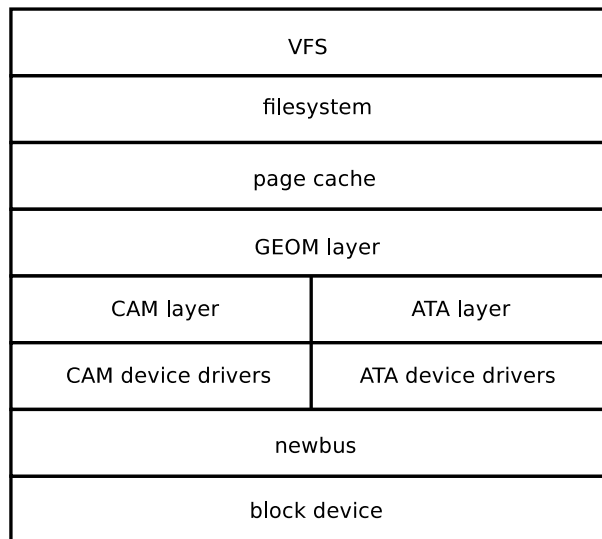 VFS
filesystem
page cache
GEOM layer
CAM layer
ATA layer
CAM device drivers
ATA device drivers
newbus
block device